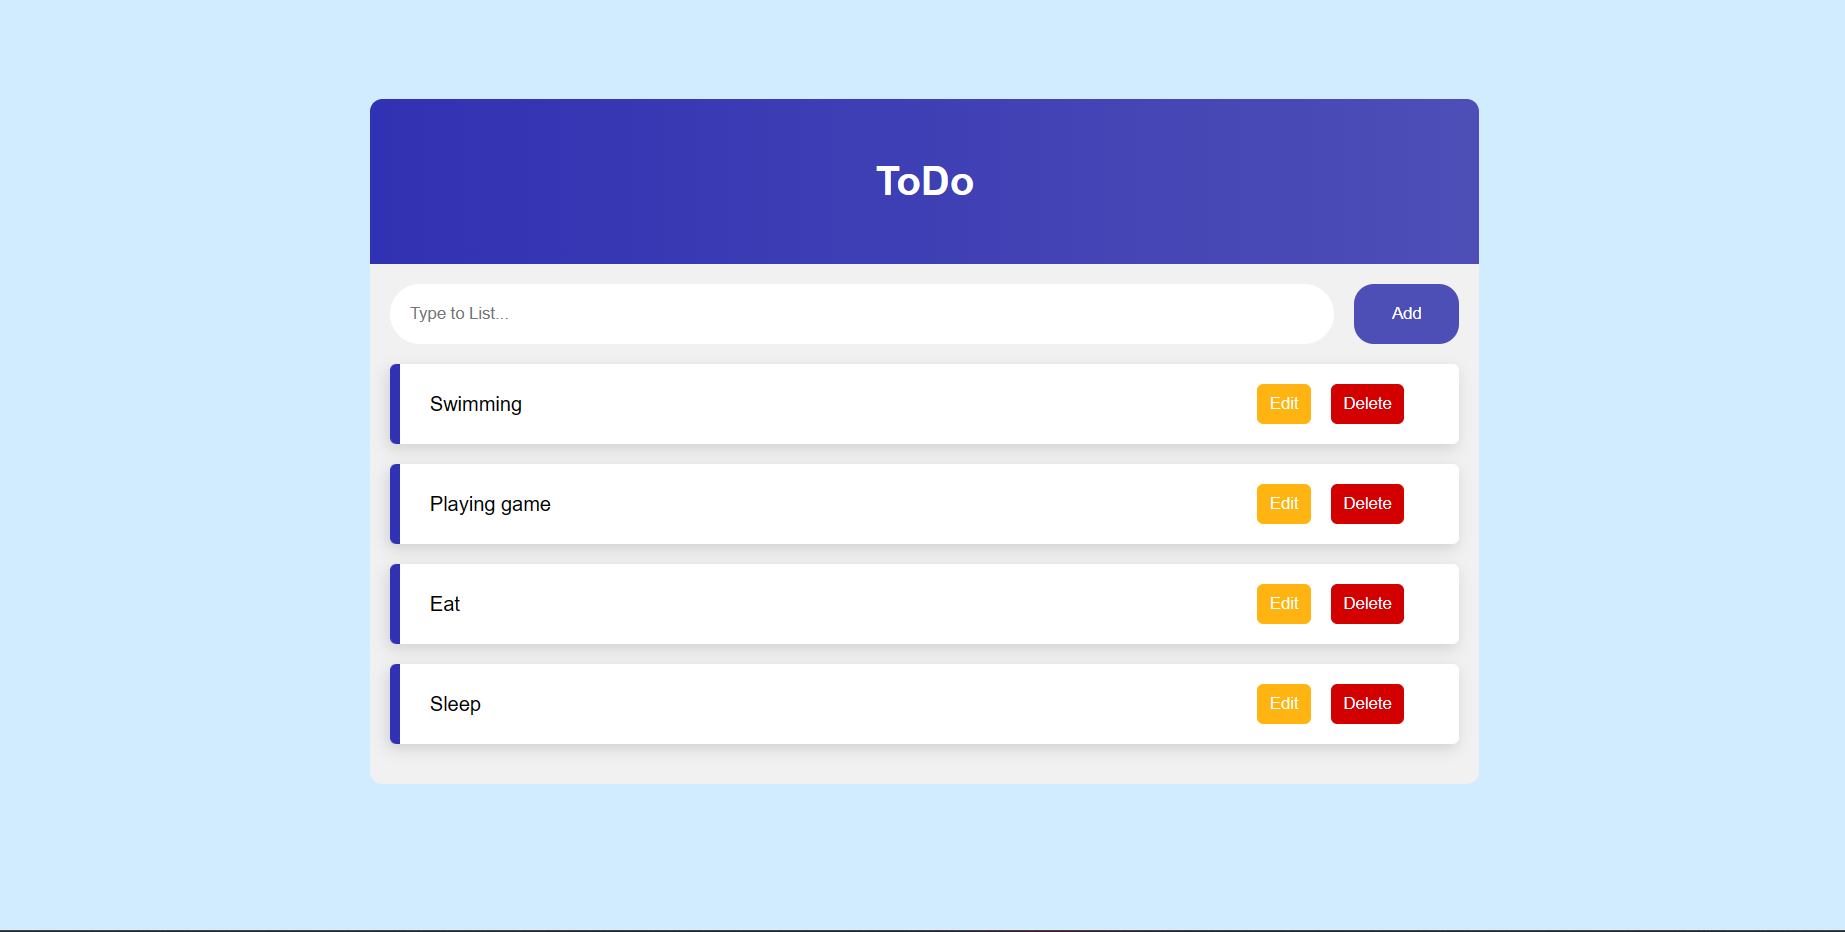 ToDo
Type to List...
Add
Swimming
Edit
Delete
Playing game
Edit
Delete
Eat
Edit
Delete
Sleep
Edit
Delete